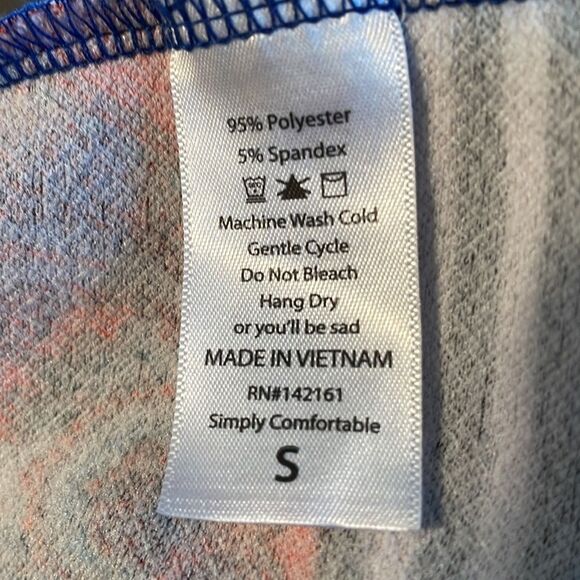 95% Polyester
5% Spandex
Machine Wash Cold
Gentle Cycle
Do Not Bleach
Hang Dry
or you'll be sad
MADE IN VIETNAM
RN#142161
Simply Comfortable
S